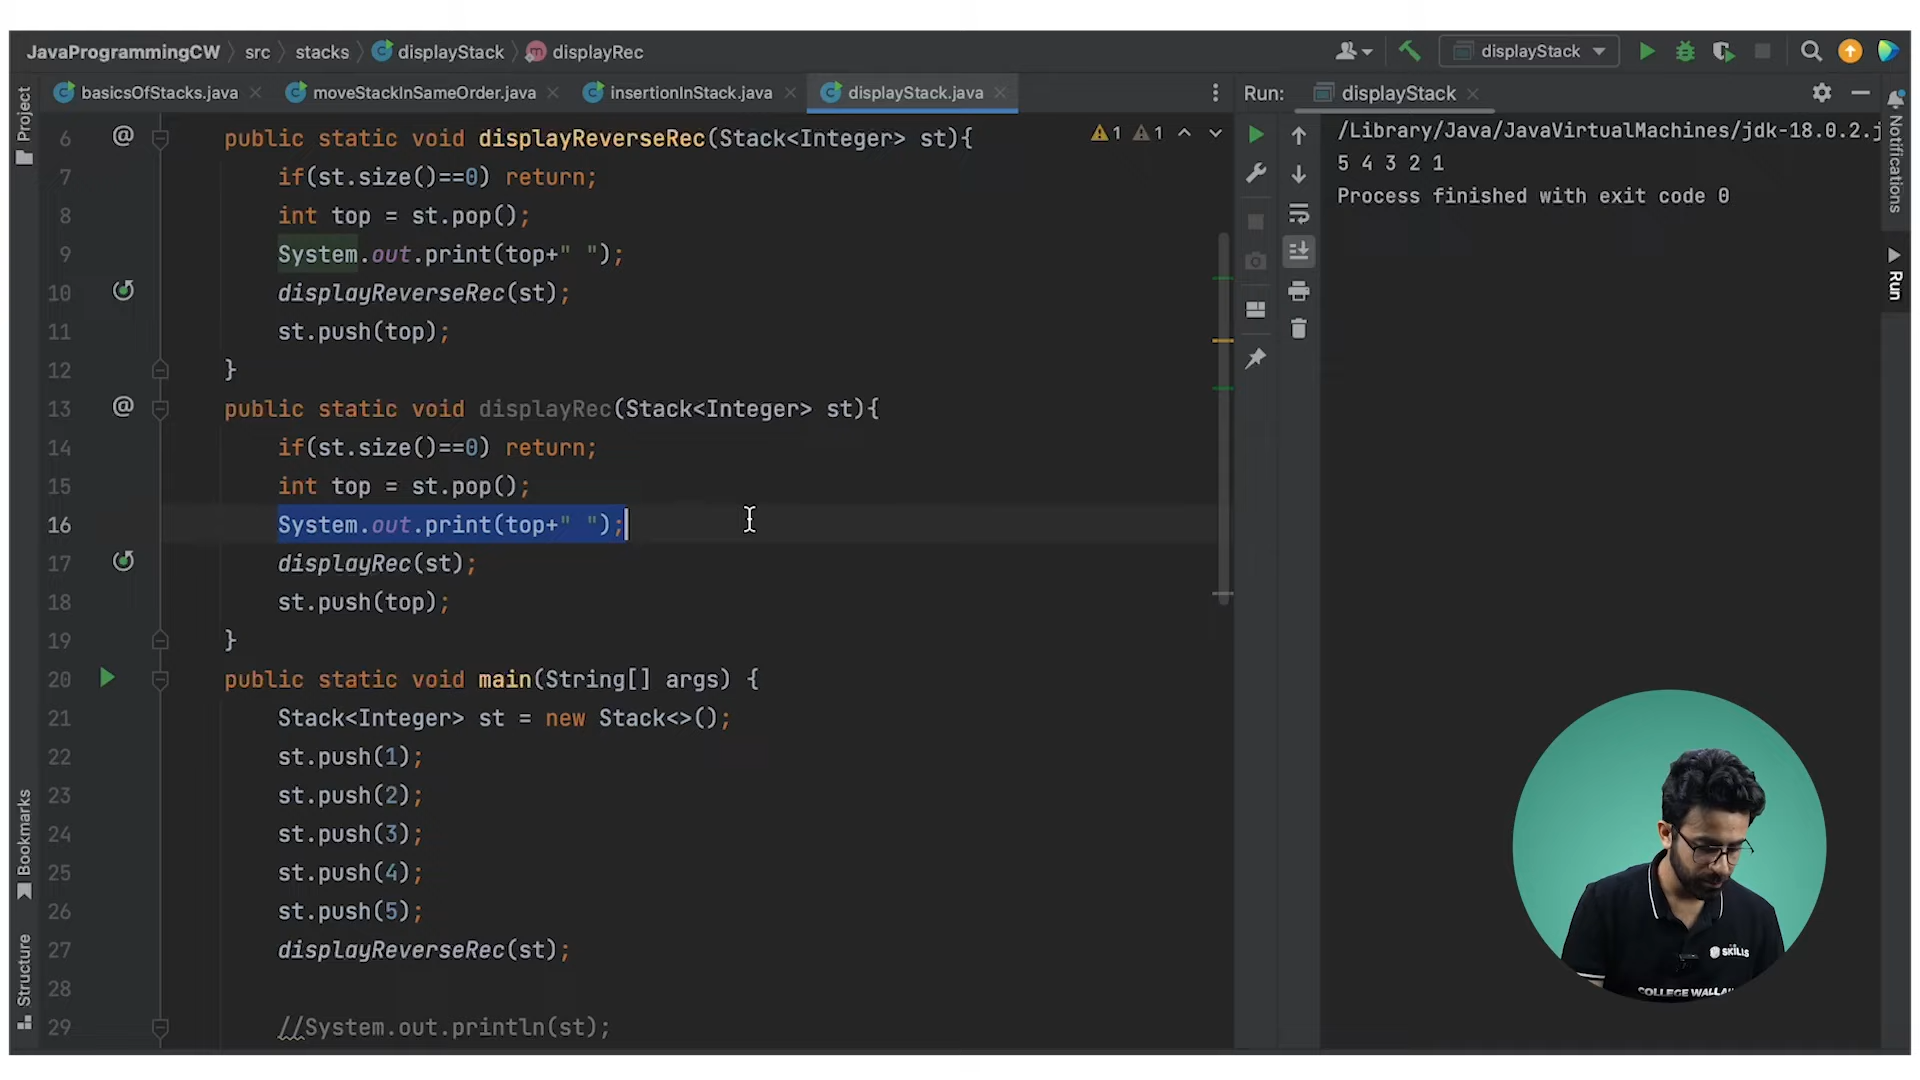 JavaProgrammingCW src stacks displayStack displayRec
displayStack
basicsOfStacks.java moveStackInSameOrder.java insertionInStack.java displayStack.java
Run: displayStack
Project
Bookmarks
Structure
6 @ public static void displayReverseRec(Stack<Integer> st){
7 if(st.size()==0) return;
8 int top = st.pop();
9 System.out.print(top+" ");
10 displayReverseRec(st);
11 st.push(top);
12 }
13 @ public static void displayRec(Stack<Integer> st){
14 if(st.size()==0) return;
15 int top = st.pop();
16 System.out.print(top+" ");
17 displayRec(st);
18 st.push(top);
19 }
20 public static void main(String[] args) {
21 Stack<Integer> st = new Stack<>();
22 st.push(1);
23 st.push(2);
24 st.push(3);
25 st.push(4);
26 st.push(5);
27 displayReverseRec(st);
28
29 //System.out.println(st);
1 1
/Library/Java/JavaVirtualMachines/jdk-18.0.2.j
5 4 3 2 1
Process finished with exit code 0
Notifications
Run
SKILLS
COLLEGE WALLA